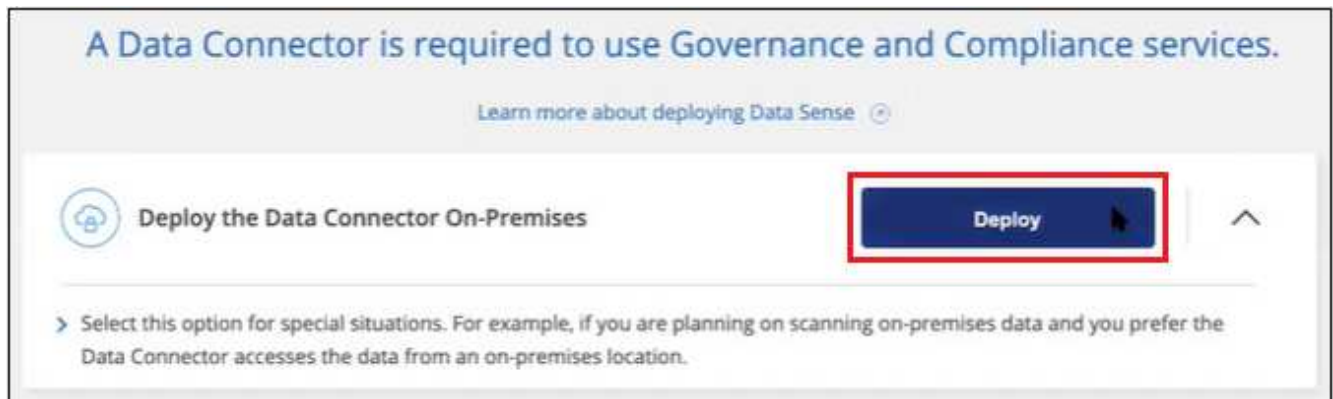 A Data Connector is required to use Governance and Compliance services.
Learn more about deploying Data Sense
Deploy the Data Connector On-Premises
Deploy
Select this option for special situations. For example, if you are planning on scanning on-premises data and you prefer the
Data Connector accesses the data from an on-premises location.